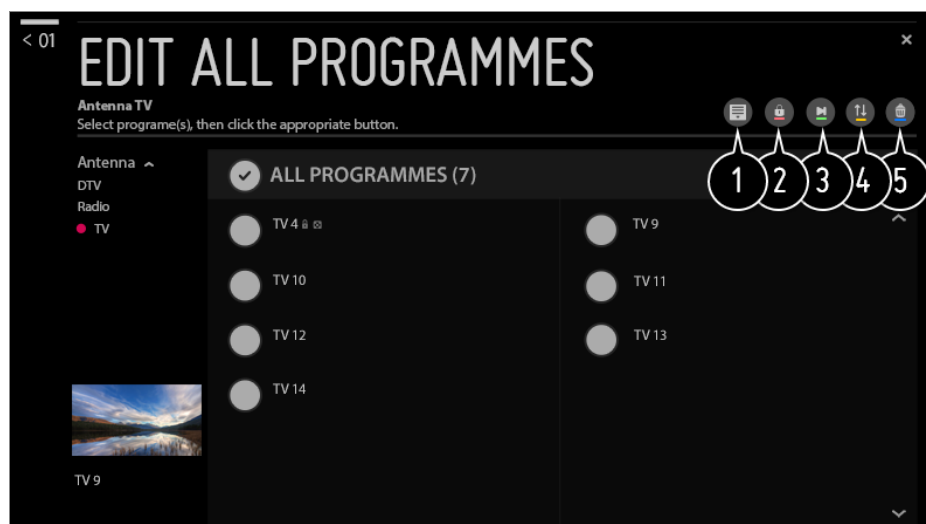 < 01
EDIT ALL PROGRAMMES
×
Antenna TV
Select programe(s), then click the appropriate button.
1 2 3 4 5
Antenna
DTV
Radio
TV
ALL PROGRAMMES (7)
TV 4
TV 9
TV 10
TV 11
TV 12
TV 13
TV 14
TV 9